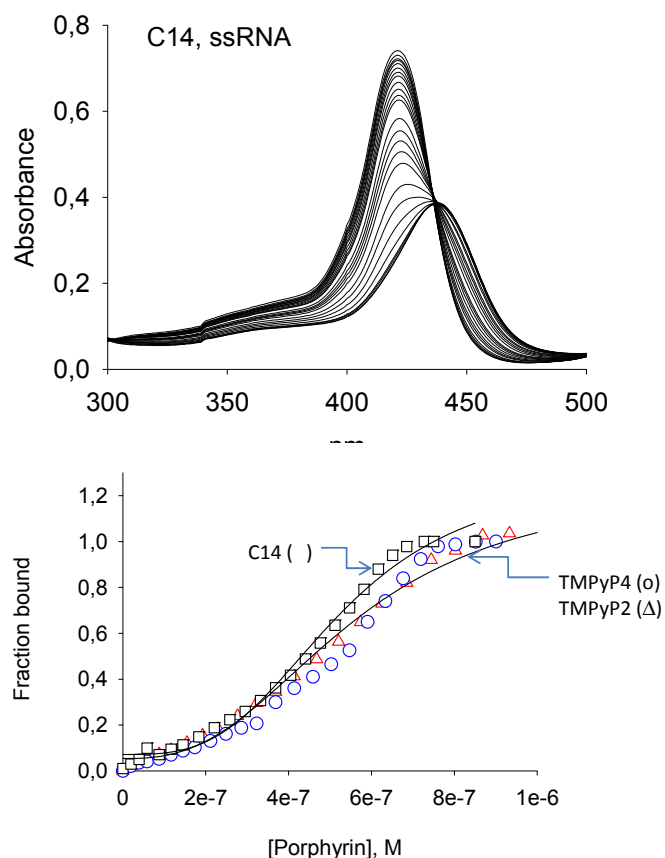 0,8
C14, ssRNA
0,6
Absorbance
0,4
0,2
0,0
300
350
400
450
500
1,2
1,0
C14 ( )
TMPyP4 (o)
TMPyP2 (Δ)
0,8
Fraction bound
0,6
0,4
0,2
0,0
0
2e-7
4e-7
6e-7
8e-7
1e-6
[Porphyrin], M